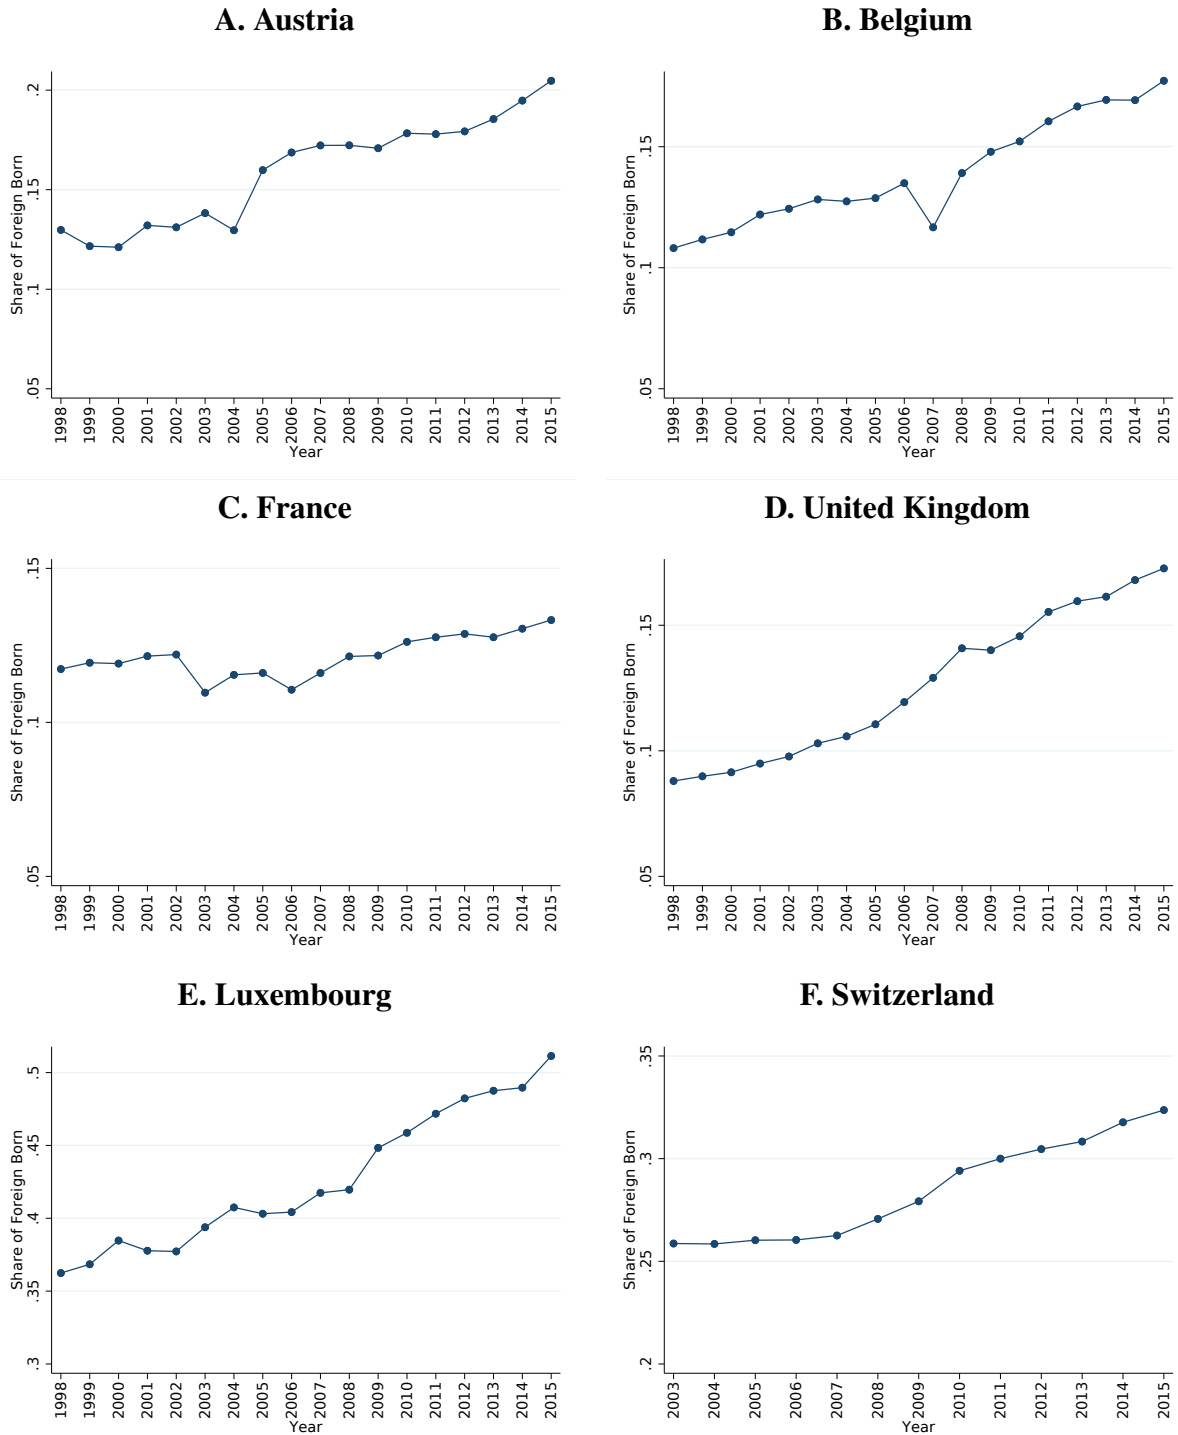 A. Austria
Share of Foreign Born
.2
.15
.1
.05
1998 1999 2000 2001 2002 2003 2004 2005 2006 2007 2008 2009 2010 2011 2012 2013 2014 2015
Year
B. Belgium
Share of Foreign Born
.15
.1
.05
1998 1999 2000 2001 2002 2003 2004 2005 2006 2007 2008 2009 2010 2011 2012 2013 2014 2015
Year
C. France
Share of Foreign Born
.15
.1
.05
1998 1999 2000 2001 2002 2003 2004 2005 2006 2007 2008 2009 2010 2011 2012 2013 2014 2015
Year
D. United Kingdom
Share of Foreign Born
.15
.1
.05
1998 1999 2000 2001 2002 2003 2004 2005 2006 2007 2008 2009 2010 2011 2012 2013 2014 2015
Year
E. Luxembourg
Share of Foreign Born
.5
.45
.4
.35
.3
1998 1999 2000 2001 2002 2003 2004 2005 2006 2007 2008 2009 2010 2011 2012 2013 2014 2015
Year
F. Switzerland
Share of Foreign Born
.35
.3
.25
.2
2003 2004 2005 2006 2007 2008 2009 2010 2011 2012 2013 2014 2015
Year